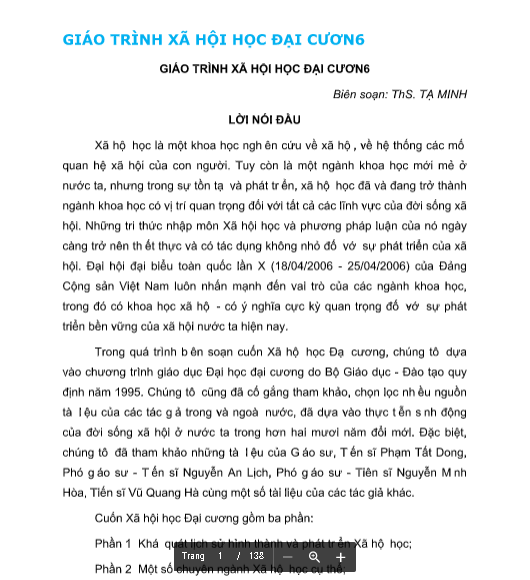 GIÁO TRÌNH XÃ HỘI HỌC ĐẠI CƯƠN6
GIÁO TRÌNH XÃ HỘI HỌC ĐẠI CƯƠN6
Biên soạn: ThS. TẠ MINH
LỜI NÓI ĐẦU
Xã hộ học là một khoa học ngh ên cứu về xã hộ , về hệ thống các mố
quan hệ xã hội của con người. Tuy còn là một ngành khoa học mới mẻ ở
nước ta, nhưng trong sự tồn tạ và phát tr ển, xã hộ học đã và đang trở thành
ngành khoa học có vị trí quan trọng đối với tất cả các lĩnh vực của đời sống xã
hội. Những tri thức nhập môn Xã hội học và phương pháp luận của nó ngày
càng trở nên th ết thực và có tác dụng không nhỏ đố vớ sự phát triển của xã
hội. Đại hội đại biểu toàn quốc lần X (18/04/2006 - 25/04/2006) của Đảng
Cộng sản Việt Nam luôn nhấn mạnh đến vai trò của các ngành khoa học,
trong đó có khoa học xã hộ - có ý nghĩa cực kỳ quan trọng đố vớ sự phát
triển bền vững của xã hội nước ta hiện nay.
Trong quá trình b ên soạn cuốn Xã hộ học Đạ cương, chúng tô dựa
vào chương trình giáo dục Đại học đại cương do Bộ Giáo dục - Đào tạo quy
định năm 1995. Chúng tô cũng đã cố gắng tham khảo, chọn lọc nh ều nguồn
tà l ệu của các tác g ả trong và ngoà nước, đã dựa vào thực t ễn s nh động
của đời sống xã hội ở nước ta trong hơn hai mươi năm đổi mới. Đặc biệt,
chúng tô đã tham khảo những tà l ệu của G áo sư, T ến sĩ Phạm Tất Dong,
Phó g áo sư - T ến sĩ Nguyễn An Lịch, Phó g áo sư - Tiên sĩ Nguyễn M nh
Hòa, Tiến sĩ Vũ Quang Hà cùng một số tài liệu của các tác giả khác.
Cuốn Xã hội học Đại cương gồm ba phần:
Phần 1 Khá quát lịch sử hình thành và phát tr ển Xã hộ học;
Trang 1 / 138
Phần 2 Một số chuyên ngành Xã hộ học cụ thể;